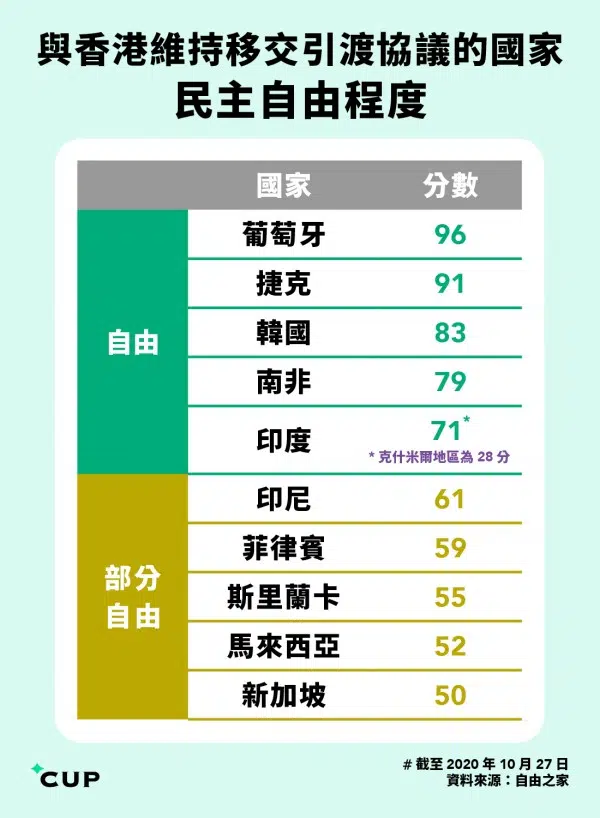 與香港維持移交引渡協議的國家
民主自由程度
國家 分數
自由
葡萄牙 96
捷克 91
韓國 83
南非 79
印度 71*
* 克什米爾地區為 28 分
部分
自由
印尼 61
菲律賓 59
斯里蘭卡 55
馬來西亞 52
新加坡 50
CUP
# 截至 2020 年 10 月 27 日
資料來源：自由之家